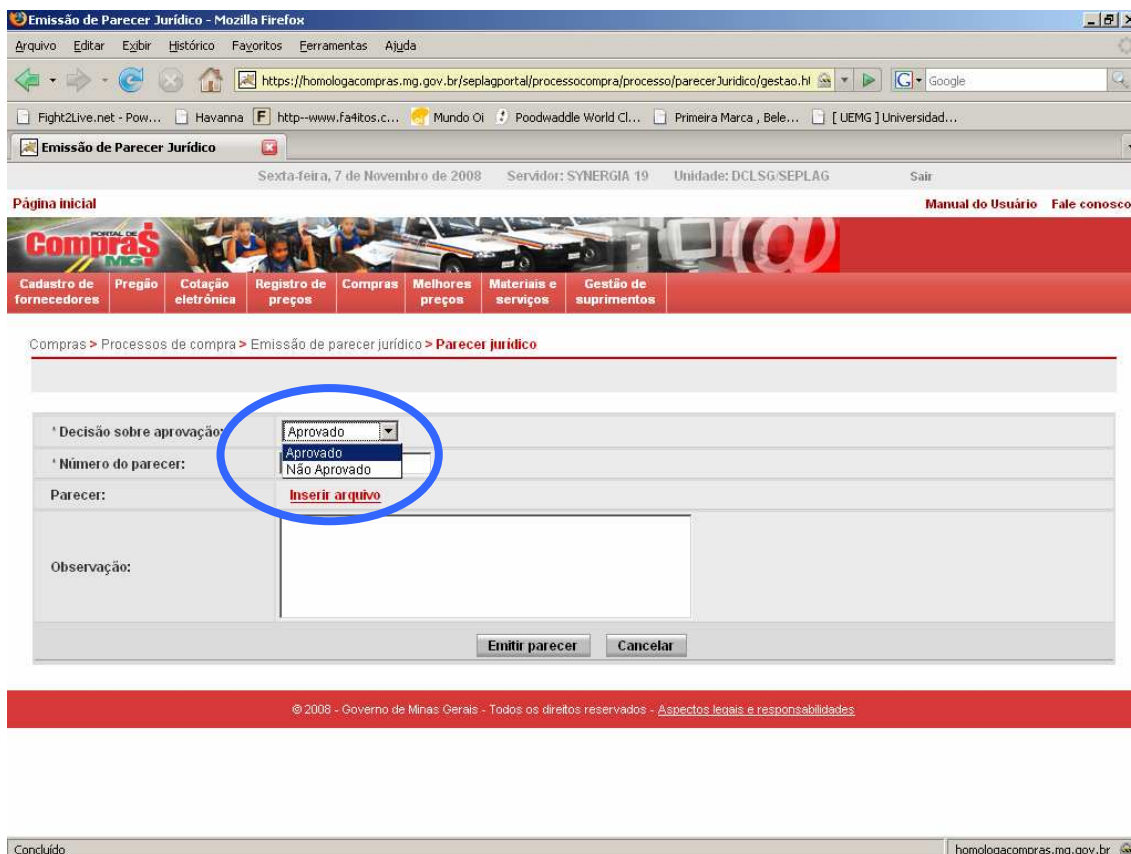 Emissão de Parecer Jurídico - Mozilla Firefox
Arquivo Editar Exibir Histórico Favoritos Ferramentas Ajuda
https://homologacompras.mg.gov.br/seplagportal/processocompra/processo/parecerJuridico/gestao.ht
Google
Fight2Live.net - Pow... Havanna http--www.fa4itos.c... Mundo Oi Poodwaddle World Cl... Primeira Marca , Bele... [ UEMG ] Universidad...
Emissão de Parecer Jurídico
Sexta-feira, 7 de Novembro de 2008 Servidor: SYNERGIA 19 Unidade: DCLSG/SEPLAG Sair
Página inicial Manual do Usuário Fale conosco
PORTAL DE
Compra$
MG
Cadastro de fornecedores Pregão Cotação eletrônica Registro de preços Compras Melhores preços Materiais e serviços Gestão de suprimentos
Compras > Processos de compra > Emissão de parecer jurídico > Parecer jurídico
* Decisão sobre aprovação: Aprovado
Aprovado
* Número do parecer: Não Aprovado
Parecer: Inserir arquivo
Observação:
Emitir parecer Cancelar
© 2008 - Governo de Minas Gerais - Todos os direitos reservados - Aspectos legais e responsabilidades
Concluído homologacompras.mg.gov.br